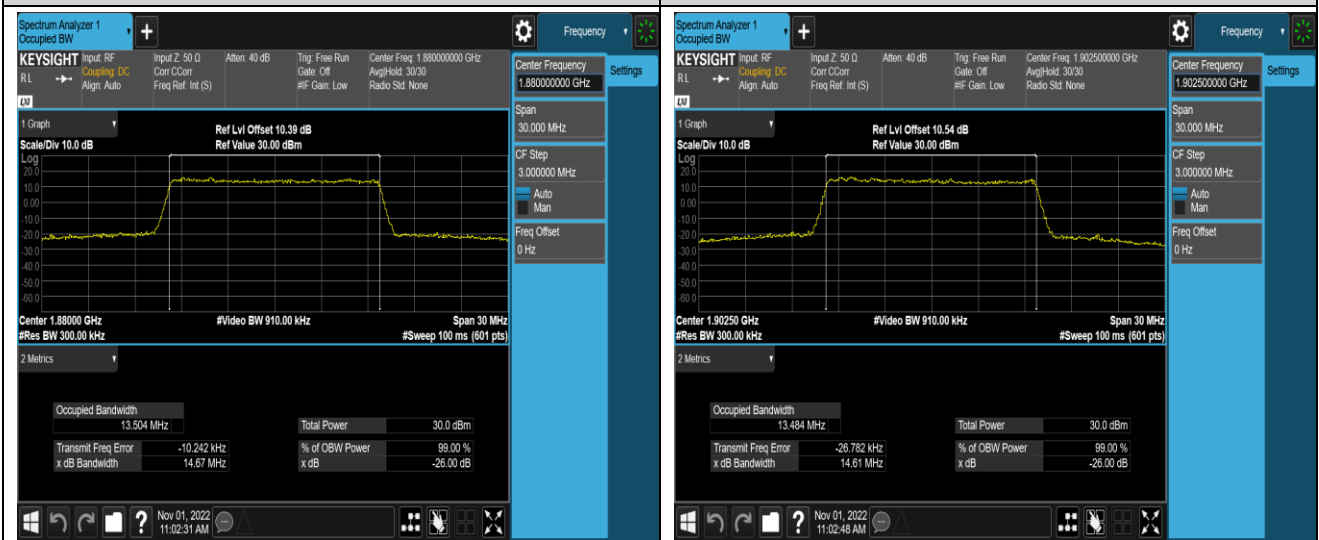 Spectrum Analyzer 1
Occupied BW
+
Frequency
KEYSIGHT Input: RF Input Z: 50 Ω Atten: 40 dB Trig: Free Run Center Freq: 1.880000000 GHz
RL Coupling: DC Corr CCorr Gate: Off Avg|Hold: 30/30
Align: Auto Freq Ref: Int (S) #IF Gain: Low Radio Std: None
LXI
Center Frequency
1.880000000 GHz
Settings
Span
30.000 MHz
CF Step
3.000000 MHz
Auto
Man
Freq Offset
0 Hz
1 Graph
Ref Lvl Offset 10.39 dB
Scale/Div 10.0 dB Ref Value 30.00 dBm
Log
20.0
10.0
0.00
-10.0
-20.0
-30.0
-40.0
-50.0
-60.0
Center 1.88000 GHz #Video BW 910.00 kHz Span 30 MHz
#Res BW 300.00 kHz #Sweep 100 ms (601 pts)
2 Metrics
Occupied Bandwidth
13.504 MHz Total Power 30.0 dBm
Transmit Freq Error -10.242 kHz % of OBW Power 99.00 %
x dB Bandwidth 14.67 MHz x dB -26.00 dB
?
Nov 01, 2022
11:02:31 AM
Spectrum Analyzer 1
Occupied BW
+
Frequency
KEYSIGHT Input: RF Input Z: 50 Ω Atten: 40 dB Trig: Free Run Center Freq: 1.902500000 GHz
RL Coupling: DC Corr CCorr Gate: Off Avg|Hold: 30/30
Align: Auto Freq Ref: Int (S) #IF Gain: Low Radio Std: None
LXI
Center Frequency
1.902500000 GHz
Settings
Span
30.000 MHz
CF Step
3.000000 MHz
Auto
Man
Freq Offset
0 Hz
1 Graph
Ref Lvl Offset 10.54 dB
Scale/Div 10.0 dB Ref Value 30.00 dBm
Log
20.0
10.0
0.00
-10.0
-20.0
-30.0
-40.0
-50.0
-60.0
Center 1.90250 GHz #Video BW 910.00 kHz Span 30 MHz
#Res BW 300.00 kHz #Sweep 100 ms (601 pts)
2 Metrics
Occupied Bandwidth
13.484 MHz Total Power 30.0 dBm
Transmit Freq Error -26.782 kHz % of OBW Power 99.00 %
x dB Bandwidth 14.61 MHz x dB -26.00 dB
?
Nov 01, 2022
11:02:48 AM